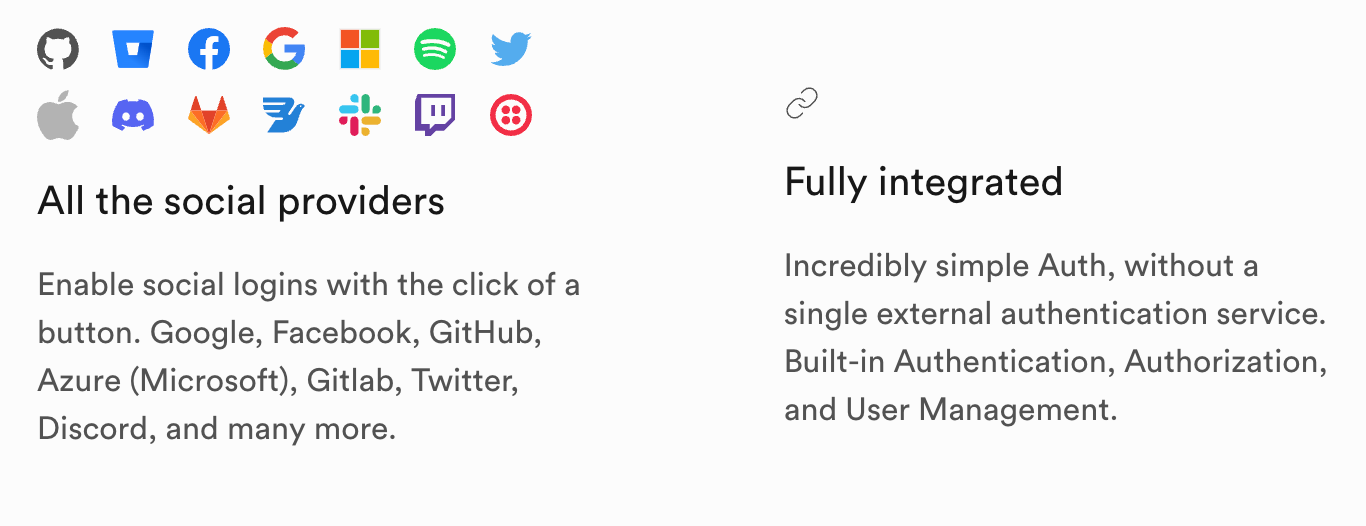 All the social providers
Enable social logins with the click of a
button. Google, Facebook, GitHub,
Azure (Microsoft), Gitlab, Twitter,
Discord, and many more.
Fully integrated
Incredibly simple Auth, without a
single external authentication service.
Built-in Authentication, Authorization,
and User Management.